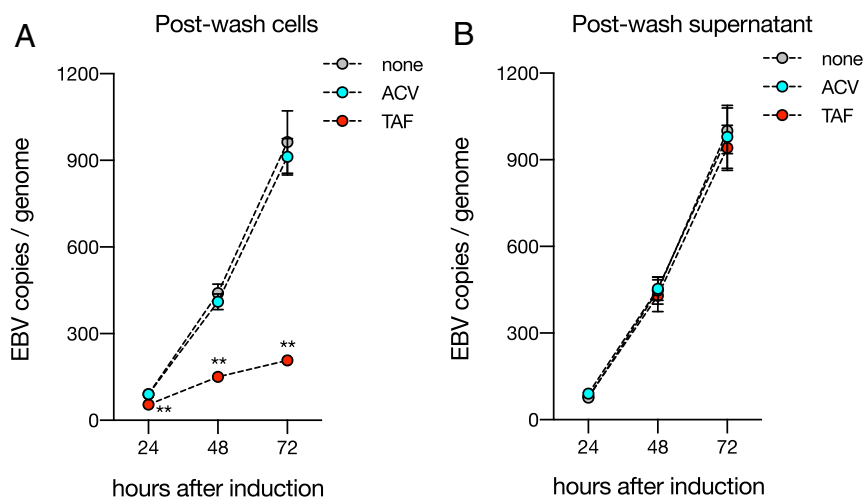 A
Post-wash cells
none
ACV
TAF
EBV copies / genome
1200
900
600
300
0
**
**
**
24
48
72
hours after induction
B
Post-wash supernatant
none
ACV
TAF
EBV copies / genome
1200
900
600
300
0
24
48
72
hours after induction